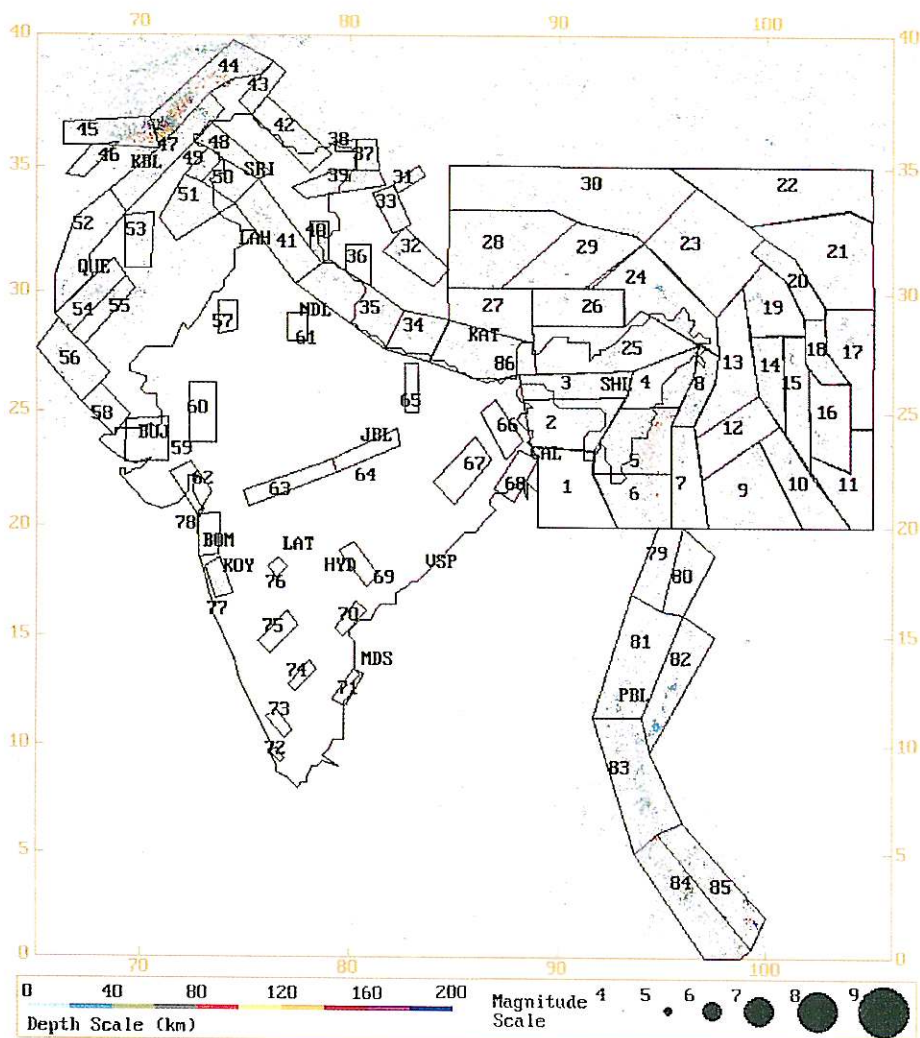 70 80 90 100
40 40
44
43
45 42
47 38
46 48 37
35 KBL 49 SRI 35
50 39 31 30 22
51 33
52 53 LAH 40 28 29 23 21
41 36 32
QUE 24 20
30 NDL 35 27 26 19 30
54 55 57 34 KAT
61 25 13 14 18 17
56 86 3 SHL 4 8 15
65
25 58 60 66 2 12 16 25
BUJ JBL CAL
59 67 5
62 63 64 68 1 6 7 9 10 11
20 78 20
BOM LAT 79
KOY HYD VSP 80
76 69
77 70
15 75 81 15
MDS 82
74 71 PBL
73
10 72 10
83
5 5
84 85
0 0
70 80 90 100
0 40 80 120 160 200
Depth Scale (km)
Magnitude Scale
4 5 6 7 8 9